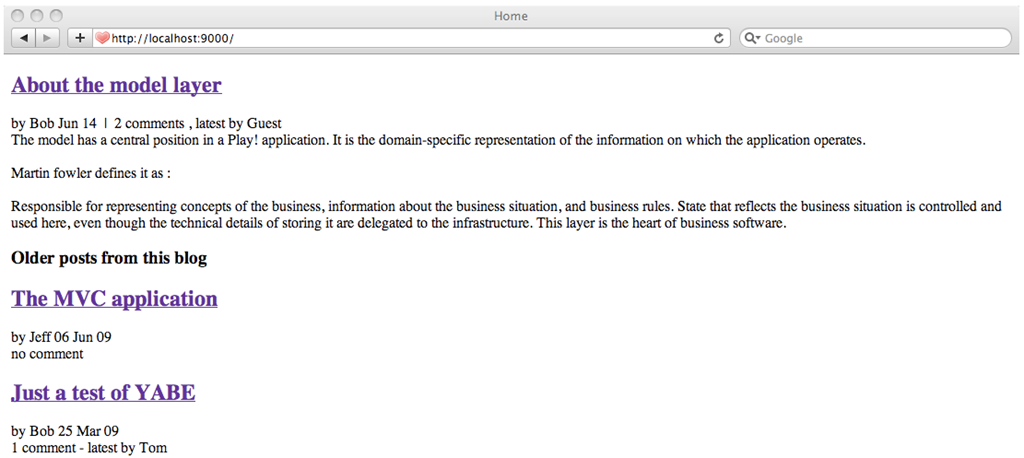 Home
http://localhost:9000/
Google
About the model layer
by Bob Jun 14 | 2 comments , latest by Guest
The model has a central position in a Play! application. It is the domain-specific representation of the information on which the application operates.
Martin fowler defines it as :
Responsible for representing concepts of the business, information about the business situation, and business rules. State that reflects the business situation is controlled and
used here, even though the technical details of storing it are delegated to the infrastructure. This layer is the heart of business software.
Older posts from this blog
The MVC application
by Jeff 06 Jun 09
no comment
Just a test of YABE
by Bob 25 Mar 09
1 comment - latest by Tom